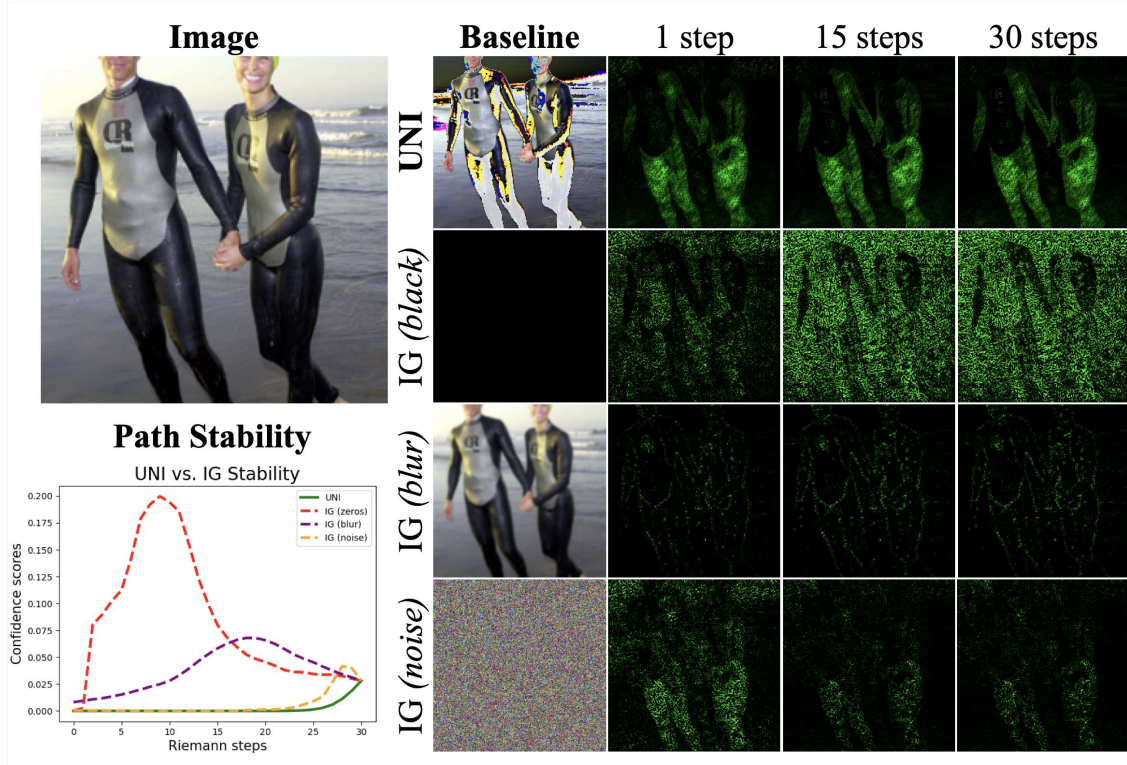 Image
Baseline
1 step
15 steps
30 steps
UNI
IG (black)
IG (blur)
IG (noise)
Path Stability
UNI vs. IG Stability
UNI
IG (zeros)
IG (blur)
IG (noise)
Confidence scores
0.200
0.175
0.150
0.125
0.100
0.075
0.050
0.025
0.000
0
5
10
15
20
25
30
Riemann steps